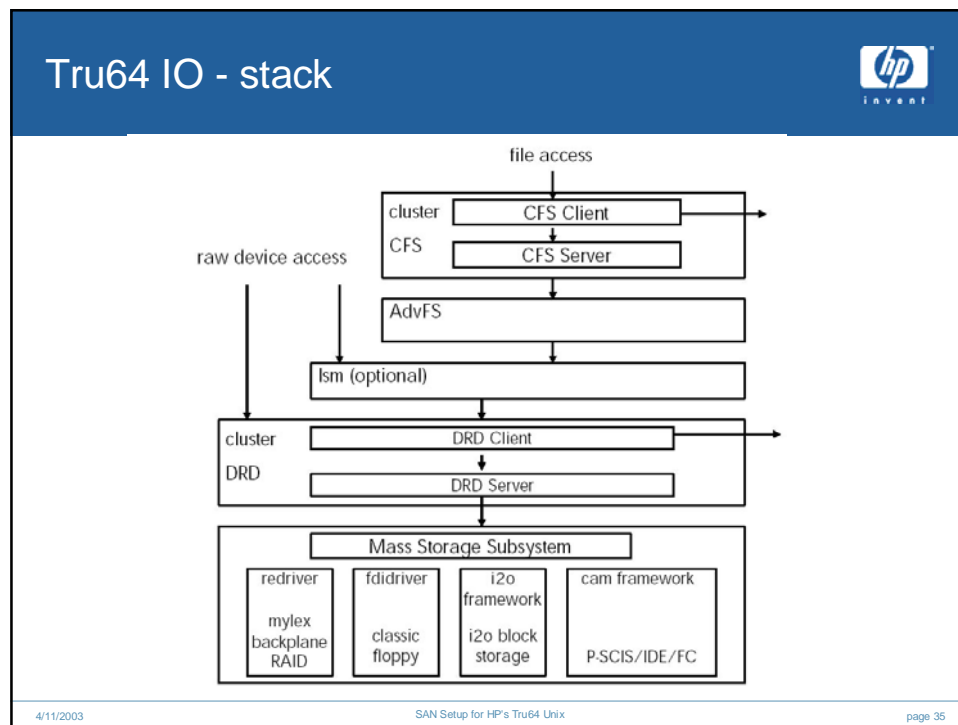 Tru64 IO - stack
hp
invent
file access
cluster
CFS
CFS Client
CFS Server
raw device access
AdvFS
lsm (optional)
cluster
DRD
DRD Client
DRD Server
Mass Storage Subsystem
redriver
mylex
backplane
RAID
fdidriver
classic
floppy
i2o
framework
i2o block
storage
cam framework
P-SCIS/IDE/FC
4/11/2003
SAN Setup for HP's Tru64 Unix
page 35